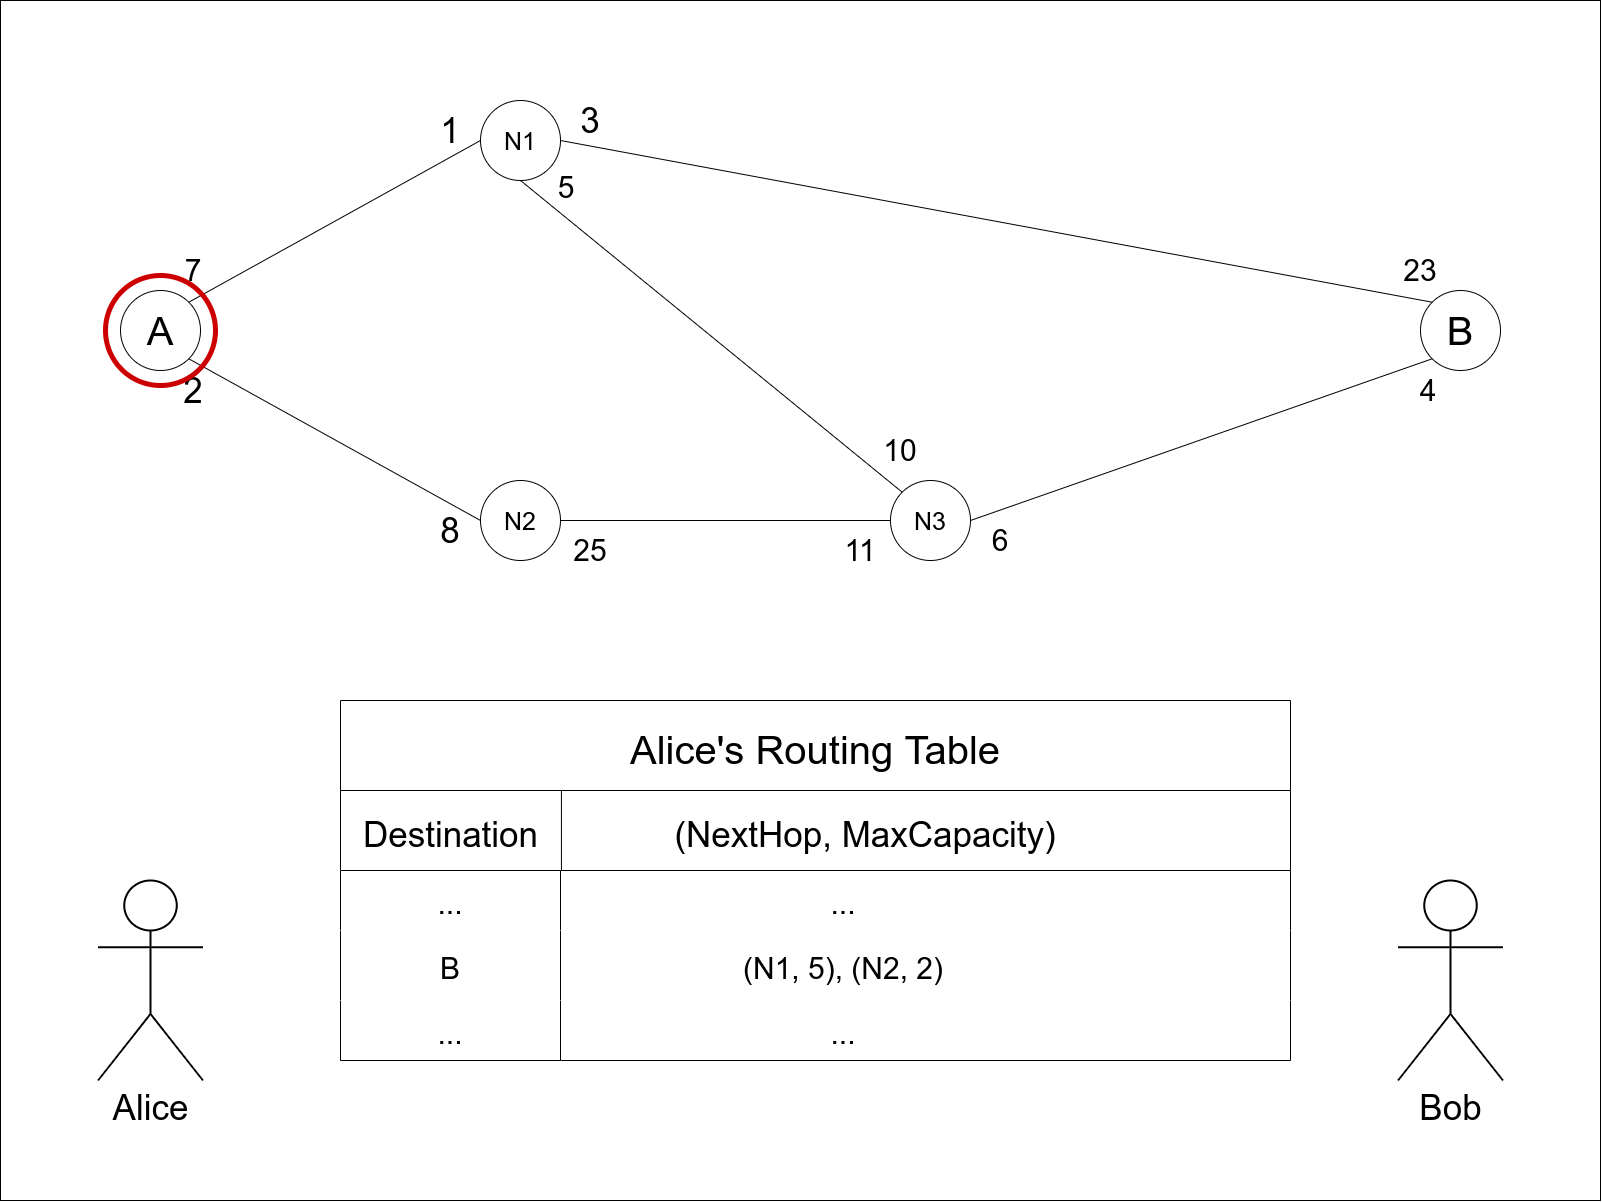 1
N1
3
5
7
A
2
23
B
4
10
8
N2
25
11
N3
6
Alice's Routing Table
Destination
(NextHop, MaxCapacity)
...
...
B
(N1, 5), (N2, 2)
...
...
Alice
Bob